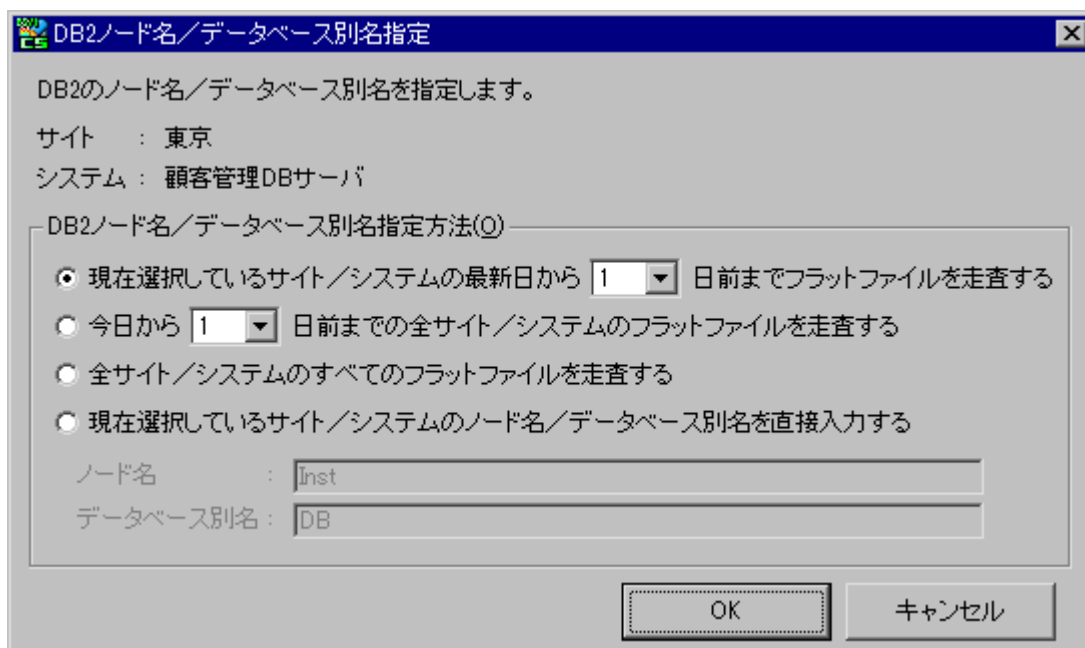 DB2ノード名／データベース別名指定
DB2のノード名／データベース別名を指定します。
サイト : 東京
システム : 顧客管理DBサーバ
DB2ノード名／データベース別名指定方法(O)
現在選択しているサイト／システムの最新日から 1 日前までフラットファイルを走査する
今日から 1 日前までの全サイト／システムのフラットファイルを走査する
全サイト／システムのすべてのフラットファイルを走査する
現在選択しているサイト／システムのノード名／データベース別名を直接入力する
ノード名 : Inst
データベース別名 : DB
OK キャンセル